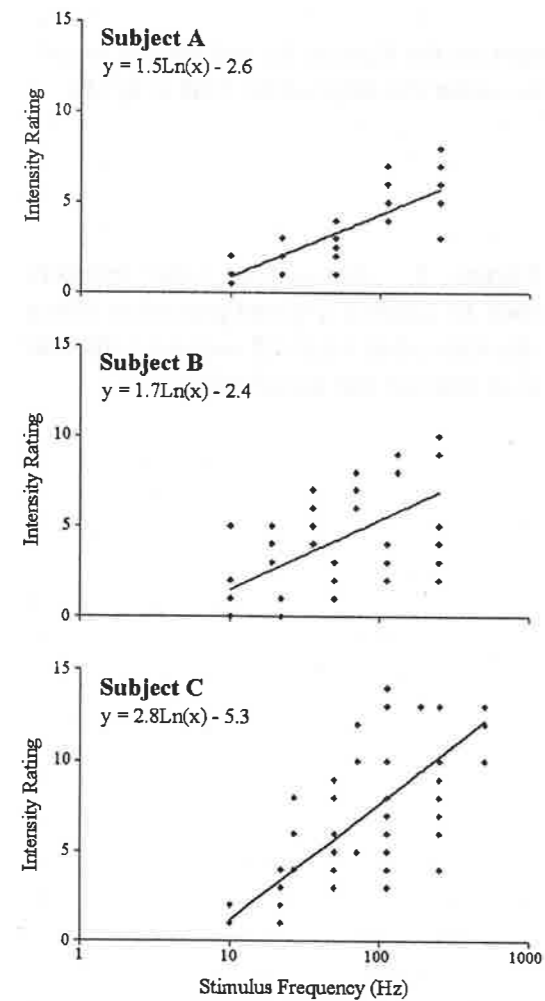 15
Subject A
y = 1.5Ln(x) - 2.6
10
Intensity Rating
5
0
15
Subject B
y = 1.7Ln(x) - 2.4
10
Intensity Rating
5
0
15
Subject C
y = 2.8Ln(x) - 5.3
10
Intensity Rating
5
0
1 10 100 1000
Stimulus Frequency (Hz)